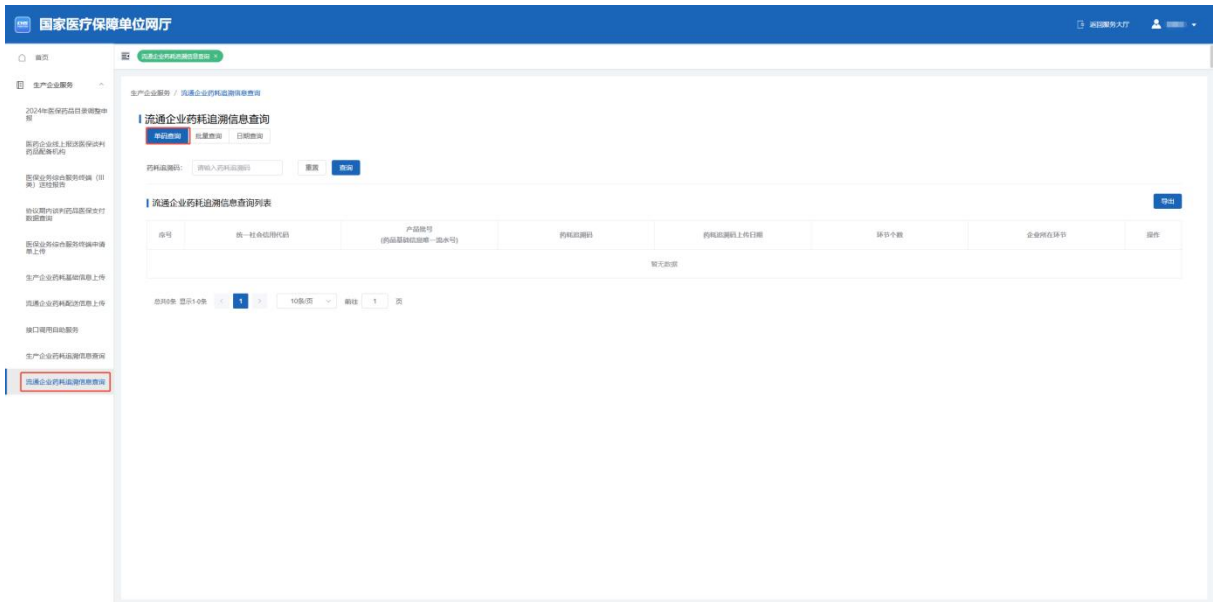 国家医疗保障单位网厅
返回服务大厅
首页
流通企业药耗追溯信息查询 ×
生产企业服务
生产企业服务 / 流通企业药耗追溯信息查询
2024年医保药品目录调整申
报
医药企业线上报送医保谈判
药品配备机构
医保业务综合服务终端（Ⅲ
类）送检报告
协议期内谈判药品医保支付
数据查询
医保业务综合服务终端申请
单上传
生产企业药耗基础信息上传
流通企业药耗配送信息上传
接口调用自助服务
生产企业药耗追溯信息查询
流通企业药耗追溯信息查询
流通企业药耗追溯信息查询
单码查询 批量查询 日期查询
药耗追溯码： 请输入药耗追溯码 重置 查询
流通企业药耗追溯信息查询列表 导出
序号 统一社会信用代码 产品批号 药耗追溯码 药耗追溯码上传日期 环节个数 企业所在环节 操作
(药品基础信息唯一流水号)
暂无数据
总共0条 显示1-0条 < 1 > 10条/页 前往 1 页